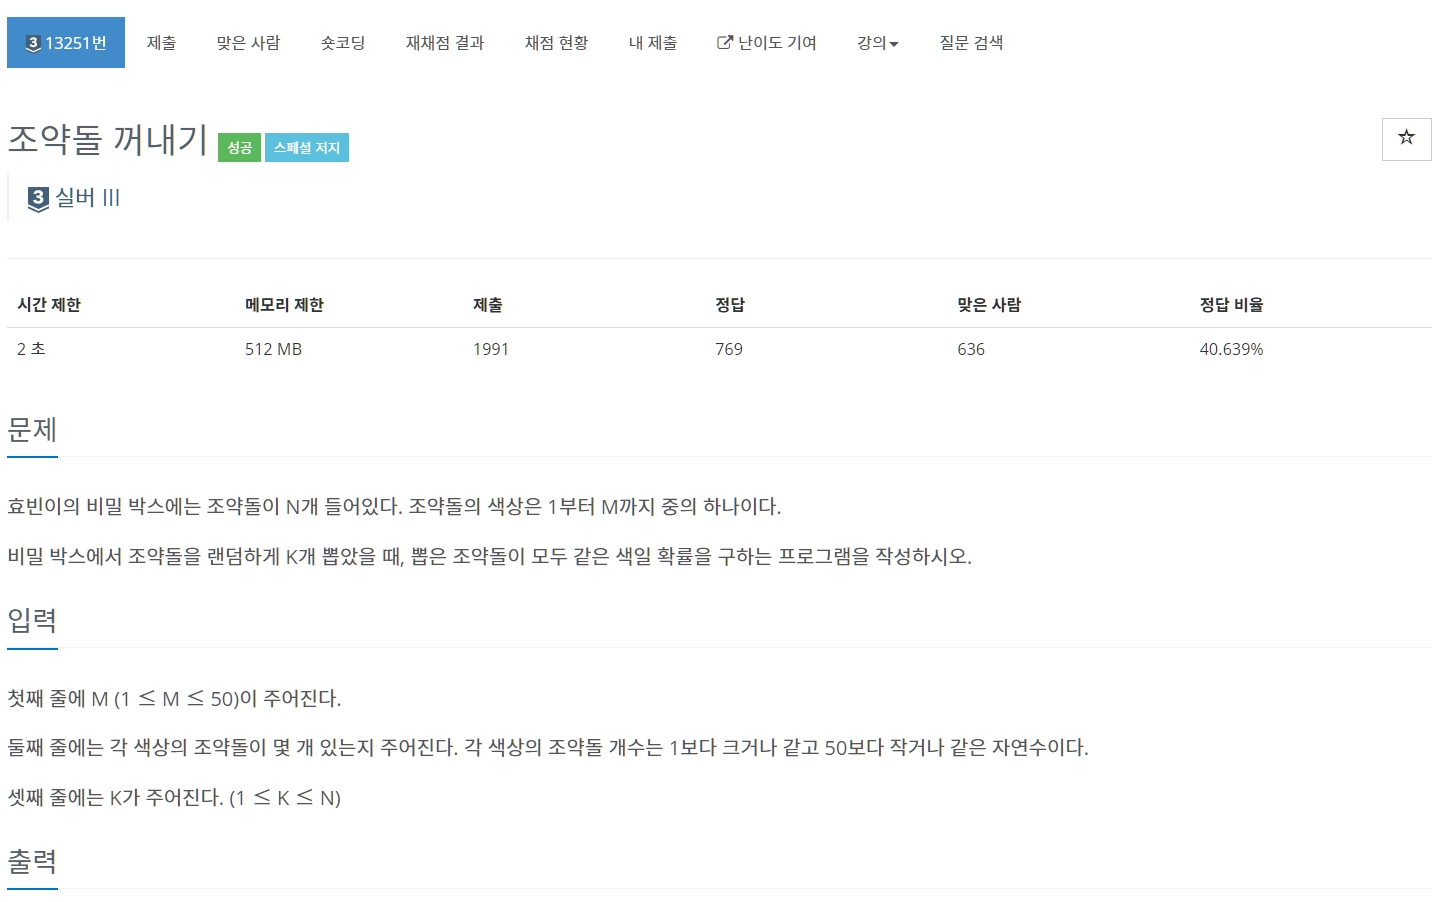 3 13251번 제출 맞은 사람 숏코딩 재채점 결과 채점 현황 내 제출 난이도 기여 강의 질문 검색
조약돌 꺼내기 성공 스페셜 저지
3 실버 III
시간 제한 메모리 제한 제출 정답 맞은 사람 정답 비율
2 초 512 MB 1991 769 636 40.639%
문제
효빈이의 비밀 박스에는 조약돌이 N개 들어있다. 조약돌의 색상은 1부터 M까지 중의 하나이다.
비밀 박스에서 조약돌을 랜덤하게 K개 뽑았을 때, 뽑은 조약돌이 모두 같은 색일 확률을 구하는 프로그램을 작성하시오.
입력
첫째 줄에 M (1 ≤ M ≤ 50)이 주어진다.
둘째 줄에는 각 색상의 조약돌이 몇 개 있는지 주어진다. 각 색상의 조약돌 개수는 1보다 크거나 같고 50보다 작거나 같은 자연수이다.
셋째 줄에는 K가 주어진다. (1 ≤ K ≤ N)
출력